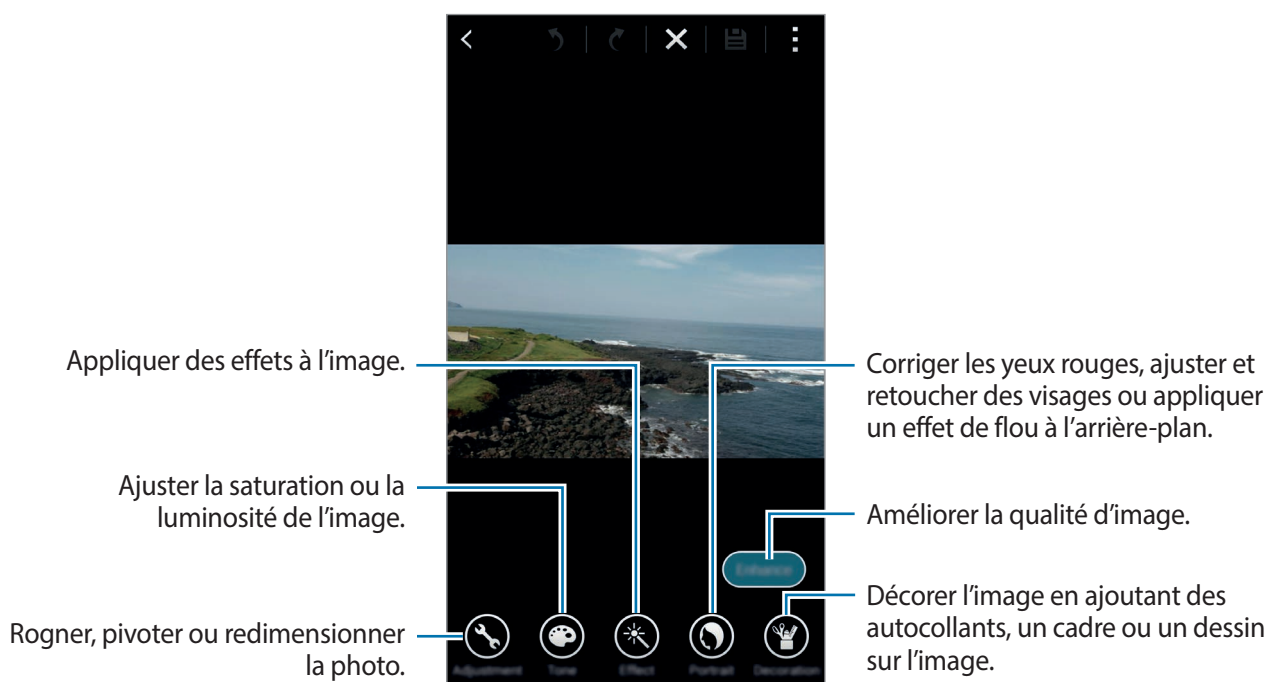 Appliquer des effets à l'image.
Ajuster la saturation ou la
luminosité de l'image.
Rogner, pivoter ou redimensionner
la photo.
Corriger les yeux rouges, ajuster et
retoucher des visages ou appliquer
un effet de flou à l'arrière-plan.
Améliorer la qualité d'image.
Enhance
Décorer l'image en ajoutant des
autocollants, un cadre ou un dessin
sur l'image.
Adjustment
Tone
Effect
Portrait
Decoration